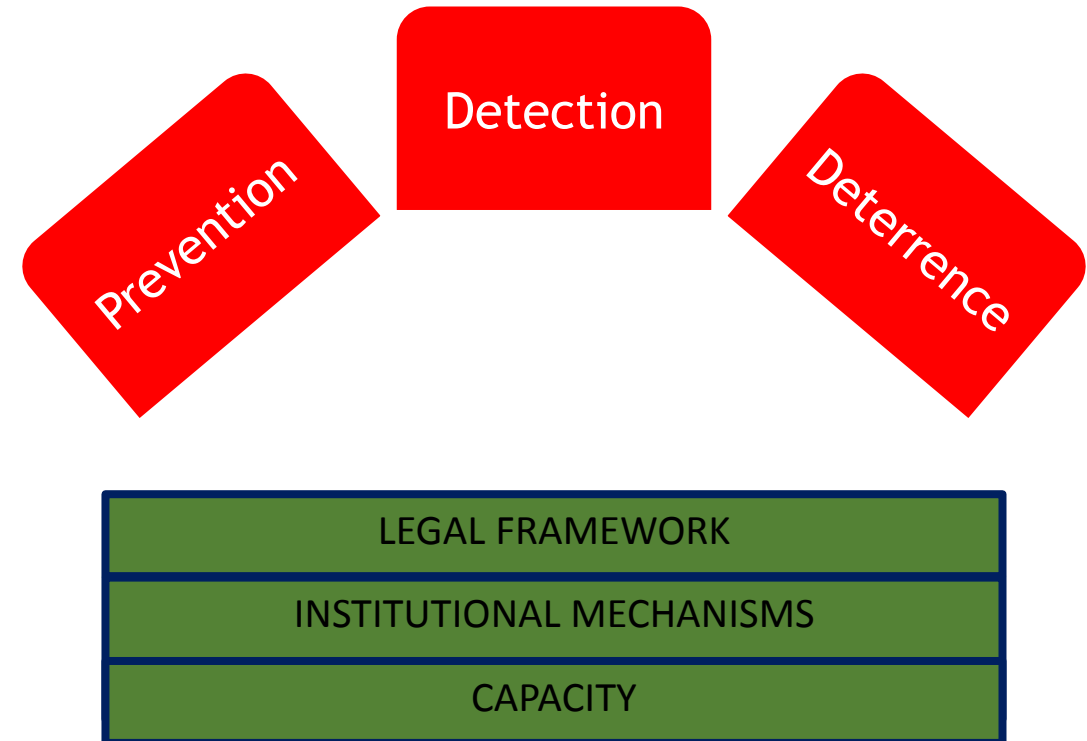 Prevention
Detection
Deterrence
LEGAL FRAMEWORK
INSTITUTIONAL MECHANISMS
CAPACITY